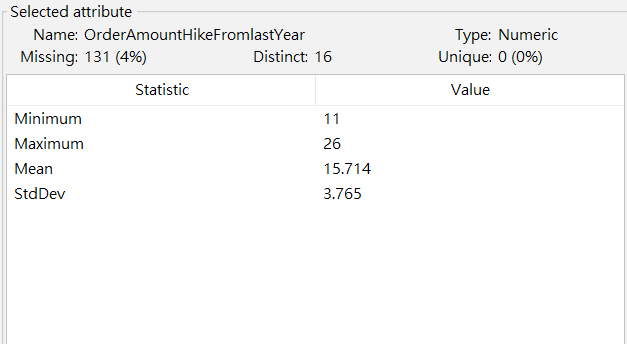 Selected attribute
Name: OrderAmountHikeFromlastYear Type: Numeric
Missing: 131 (4%) Distinct: 16 Unique: 0 (0%)
Statistic Value
Minimum 11
Maximum 26
Mean 15.714
StdDev 3.765